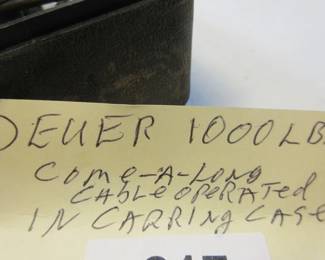 DEUER 1000LB
COME-A-LONG
CABLE OPERATED
IN CARRING CASE